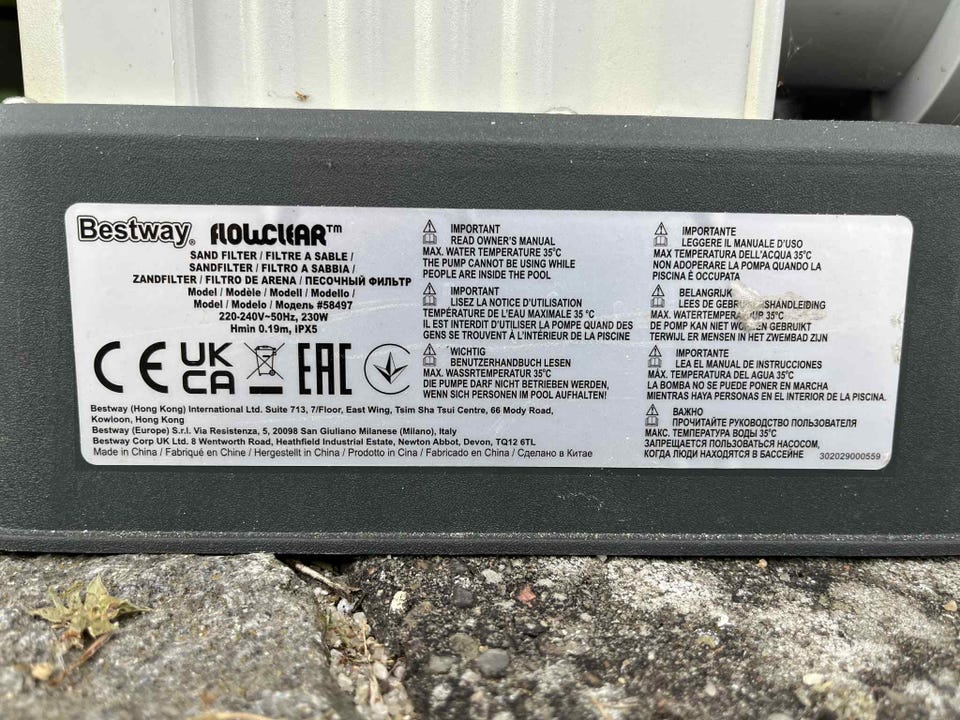 Bestway® FLOWCLEAR™
SAND FILTER / FILTRE A SABLE /
SANDFILTER / FILTRO A SABBIA /
ZANDFILTER / FILTRO DE ARENA / ПЕСОЧНЫЙ ФИЛЬТР
Model / Modèle / Modell / Modello /
Model / Modelo / Модель #58497
220-240V~50Hz, 230W
Hmin 0.19m, IPX5
CE UK CA EAC
Bestway (Hong Kong) International Ltd. Suite 713, 7/Floor, East Wing, Tsim Sha Tsui Centre, 66 Mody Road,
Kowloon, Hong Kong
Bestway (Europe) S.r.l. Via Resistenza, 5, 20098 San Giuliano Milanese (Milano), Italy
Bestway Corp UK Ltd. 8 Wentworth Road, Heathfield Industrial Estate, Newton Abbot, Devon, TQ12 6TL
Made in China / Fabriqué en Chine / Hergestellt in China / Prodotto in Cina / Fabricado en China / Сделано в Китае
IMPORTANT
READ OWNER'S MANUAL
MAX. WATER TEMPERATURE 35°C
THE PUMP CANNOT BE USING WHILE
PEOPLE ARE INSIDE THE POOL
IMPORTANT
LISEZ LA NOTICE D'UTILISATION
TEMPÉRATURE DE L'EAU MAXIMALE 35 °C
IL EST INTERDIT D'UTILISER LA POMPE QUAND DES
GENS SE TROUVENT À L'INTÉRIEUR DE LA PISCINE
WICHTIG
BENUTZERHANDBUCH LESEN
MAX. WASSRTEMPERATUR 35°C
DIE PUMPE DARF NICHT BETRIEBEN WERDEN,
WENN SICH PERSONEN IM POOL AUFHALTEN!
IMPORTANTE
LEGGERE IL MANUALE D'USO
MAX TEMPERATURA DELL'ACQUA 35°C
NON ADOPERARE LA POMPA QUANDO LA
PISCINA È OCCUPATA
BELANGRIJK
LEES DE
MAX. WATERTEMPERATUUR 35°C
DE POMP KAN NIET WORDEN GEBRUIKT
TERWIJL ER MENSEN IN HET ZWEMBAD ZIJN
IMPORTANTE
LEA EL MANUAL DE INSTRUCCIONES
MÁX. TEMPERATURA DEL AGUA 35°C
LA BOMBA NO SE PUEDE PONER EN MARCHA
MIENTRAS HAYA PERSONAS EN EL INTERIOR DE LA PISCINA.
ВАЖНО
ПРОЧИТАЙТЕ РУКОВОДСТВО ПОЛЬЗОВАТЕЛЯ
МАКС. ТЕМПЕРАТУРА ВОДЫ 35°C
ЗАПРЕЩАЕТСЯ ПОЛЬЗОВАТЬСЯ НАСОСОМ,
КОГДА ЛЮДИ НАХОДЯТСЯ В БАССЕЙНЕ
302029000559